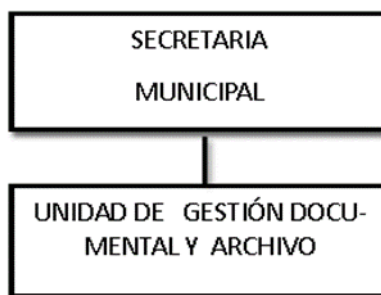 SECRETARIA
MUNICIPAL
UNIDAD DE GESTIÓN DOCU-
MENTAL Y ARCHIVO